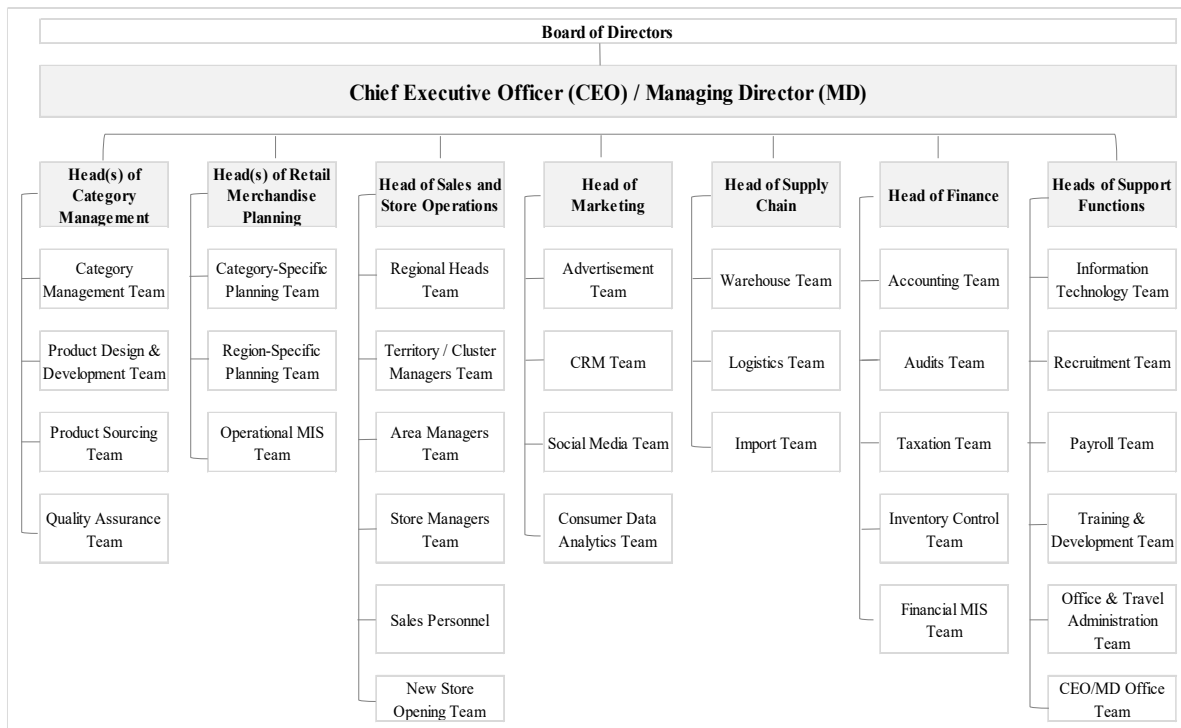 Board of Directors
Chief Executive Officer (CEO) / Managing Director (MD)
Head(s) of
Category
Management
Head(s) of Retail
Merchandise
Planning
Head of Sales and
Store Operations
Head of
Marketing
Head of Supply
Chain
Head of Finance
Heads of Support
Functions
Category
Management Team
Category-Specific
Planning Team
Regional Heads
Team
Advertisement
Team
Warehouse Team
Accounting Team
Information
Technology Team
Product Design &
Development Team
Region-Specific
Planning Team
Territory / Cluster
Managers Team
CRM Team
Logistics Team
Audits Team
Recruitment Team
Product Sourcing
Team
Operational MIS
Team
Area Managers
Team
Social Media Team
Import Team
Taxation Team
Payroll Team
Quality Assurance
Team
Store Managers
Team
Consumer Data
Analytics Team
Inventory Control
Team
Training &
Development Team
Sales Personnel
Financial MIS
Team
Office & Travel
Administration
Team
New Store
Opening Team
CEO/MD Office
Team